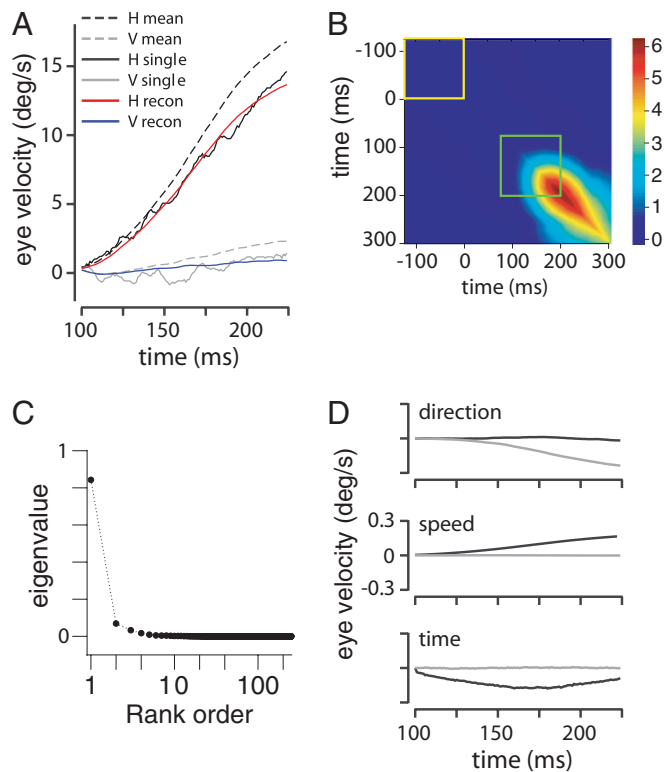 A
H mean
V mean
H single
V single
H recon
V recon
15
10
5
0
eye velocity (deg/s)
100
150
200
time (ms)
B
-100
0
100
200
300
time (ms)
-100
0
100
200
300
time (ms)
6
5
4
3
2
1
0
C
1
0
eigenvalue
1
10
100
Rank order
D
direction
speed
0.3
0
-0.3
time
eye velocity (deg/s)
100
150
200
time (ms)